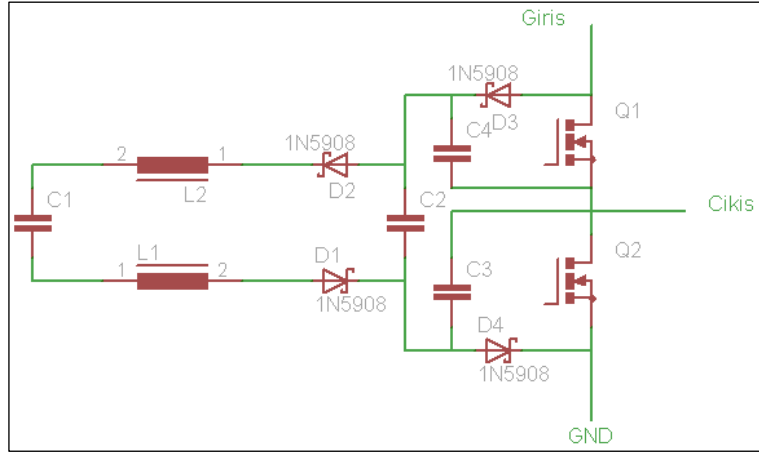 Giris
1N5908
Q1
C4
D3
1N5908
2
1
C1
D2
C2
L2
Cikis
L1
D1
Q2
1
2
C3
1N5908
D4
1N5908
GND